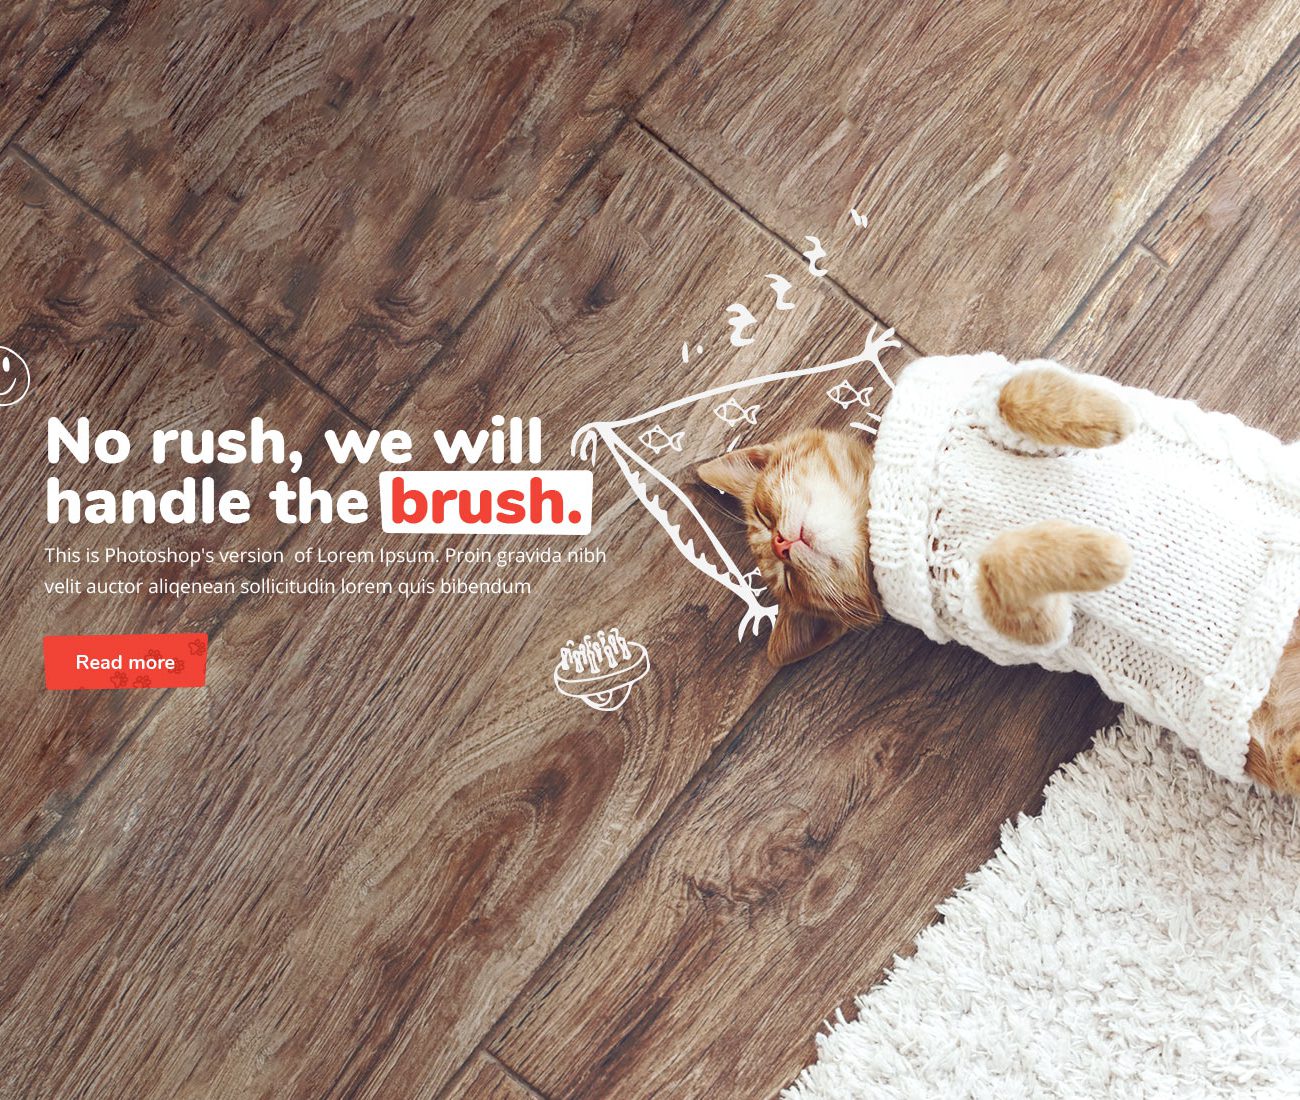 No rush, we will
handle the brush.
This is Photoshop's version  of Lorem Ipsum. Proin gravida nibh
velit auctor aliqenean sollicitudin lorem quis bibendum
Read more